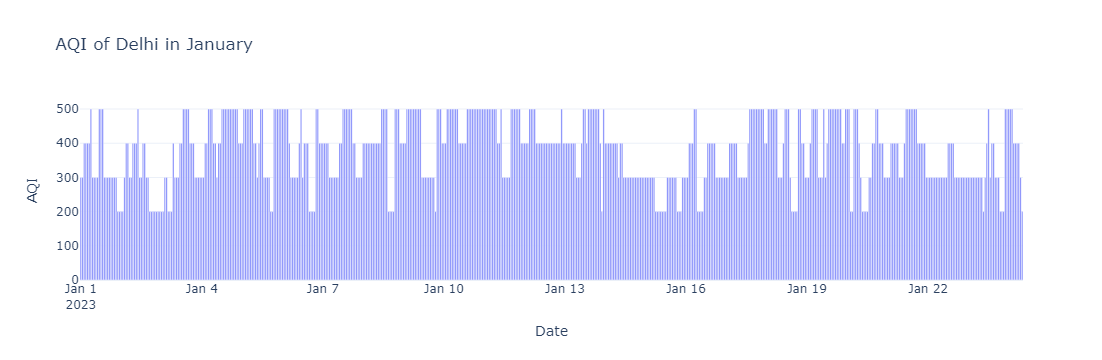 AQI of Delhi in January
500
400
300
200
100
0
AQI
Jan 1 Jan 4 Jan 7 Jan 10 Jan 13 Jan 16 Jan 19 Jan 22
2023
Date